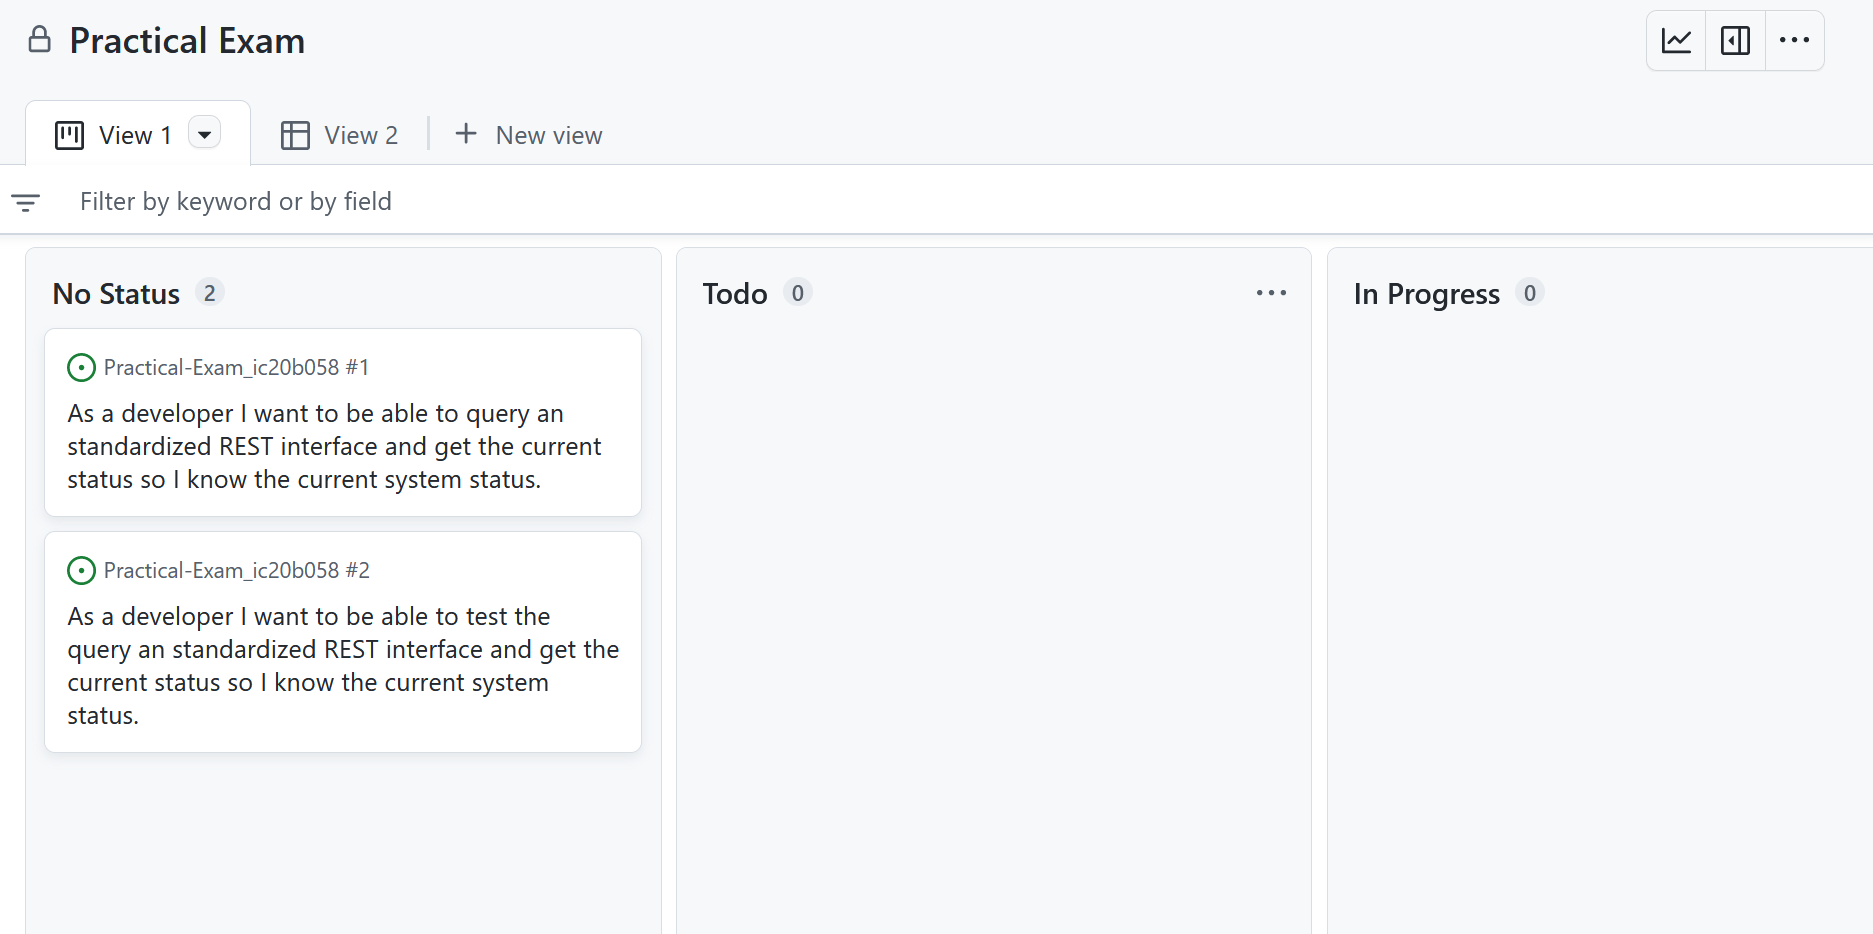 Practical Exam
View 1
View 2
New view
Filter by keyword or by field
No Status 2
Practical-Exam_ic20b058 #1
As a developer I want to be able to query an
standardized REST interface and get the current
status so I know the current system status.
Practical-Exam_ic20b058 #2
As a developer I want to be able to test the
query an standardized REST interface and get the
current status so I know the current system
status.
Todo 0
In Progress 0